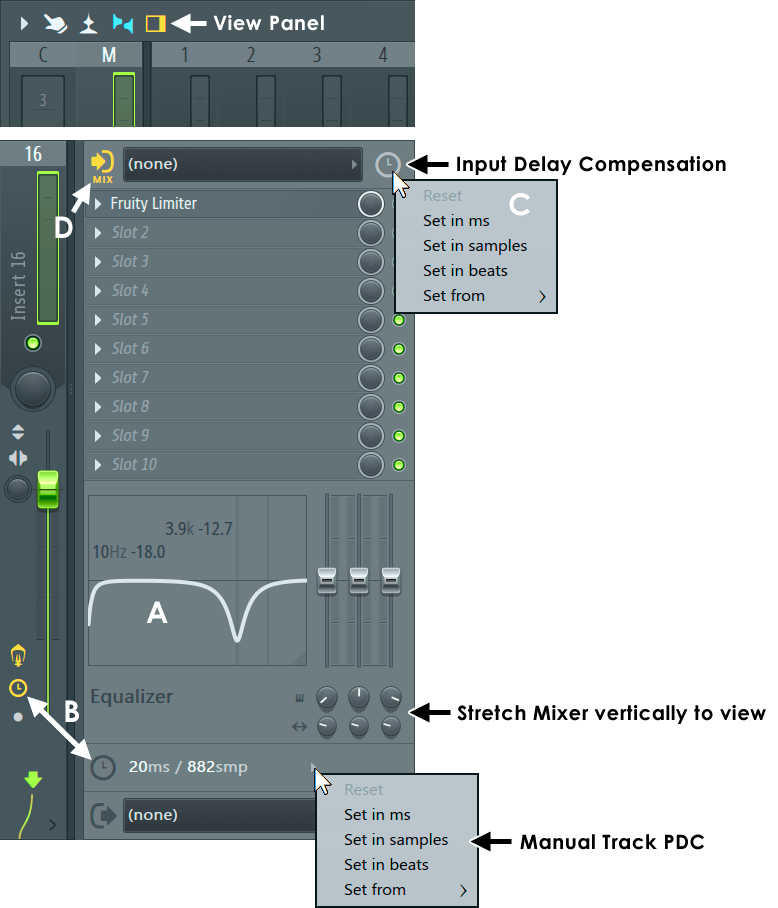 View Panel
C M 1 2 3 4
3
16
(none)
Input Delay Compensation
MIX
D
Fruity Limiter
Slot 2
Slot 3
Slot 4
Slot 5
Slot 6
Slot 7
Slot 8
Slot 9
Slot 10
Insert 16
Reset
C
Set in ms
Set in samples
Set in beats
Set from
3.9k -12.7
10Hz -18.0
A
Equalizer
B
Stretch Mixer vertically to view
20ms / 882smp
(none)
Reset
Set in ms
Set in samples
Manual Track PDC
Set in beats
Set from